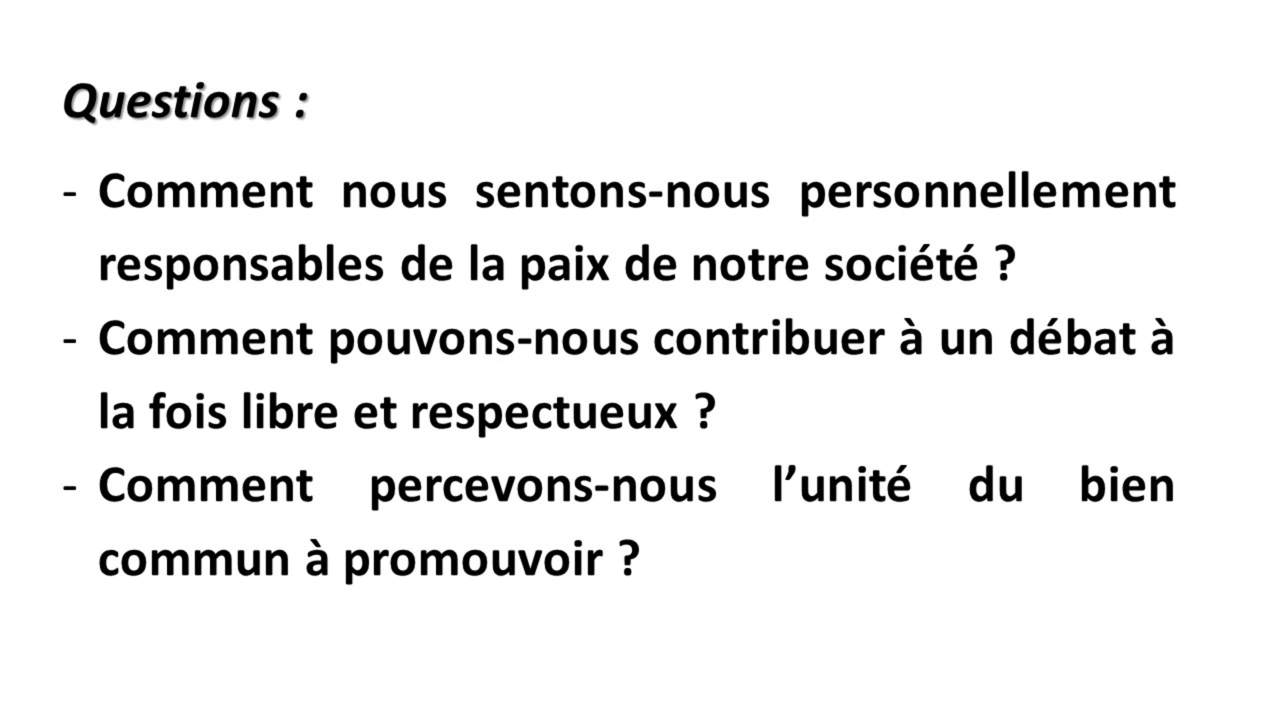 Questions :
- Comment nous sentons-nous personnellement
responsables de la paix de notre société ?
- Comment pouvons-nous contribuer à un débat à
la fois libre et respectueux ?
- Comment percevons-nous l’unité du bien
commun à promouvoir ?